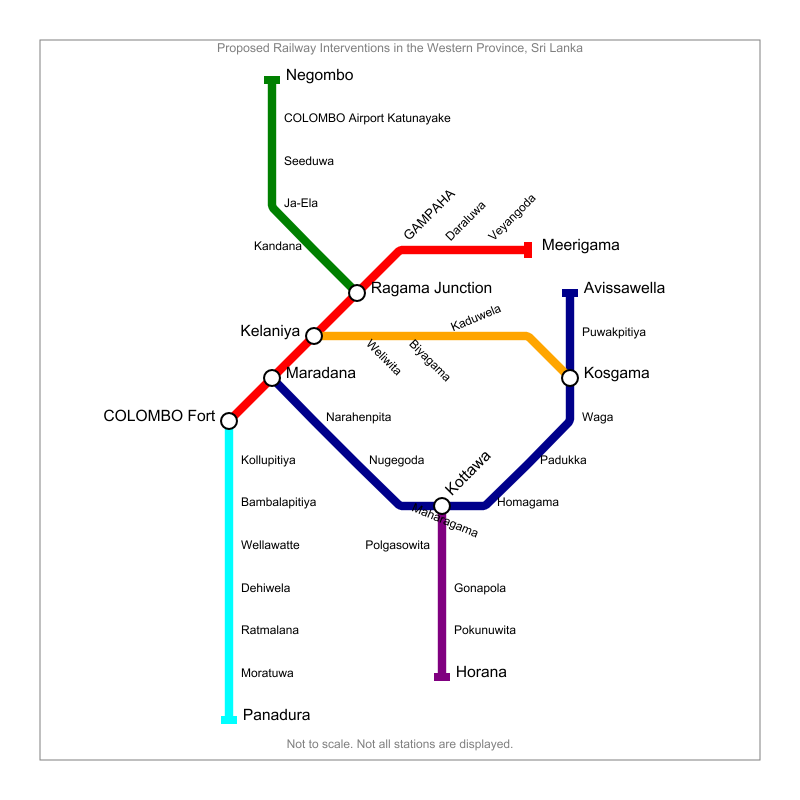 Proposed Railway Interventions in the Western Province, Sri Lanka
Negombo
COLOMBO Airport Katunayake
Seeduwa
Ja-Ela
Kandana
GAMPAHA
Daraluwa
Veyangoda
Meerigama
Ragama Junction
Avissawella
Kelaniya
Kaduwela
Puwakpitiya
Weliwita
Biyagama
Maradana
Kosgama
COLOMBO Fort
Narahenpita
Waga
Kollupitiya
Nugegoda
Kottawa
Padukka
Bambalapitiya
Maharagama
Homagama
Wellawatte
Polgasowita
Dehiwela
Gonapola
Ratmalana
Pokunuwita
Moratuwa
Horana
Panadura
Not to scale. Not all stations are displayed.